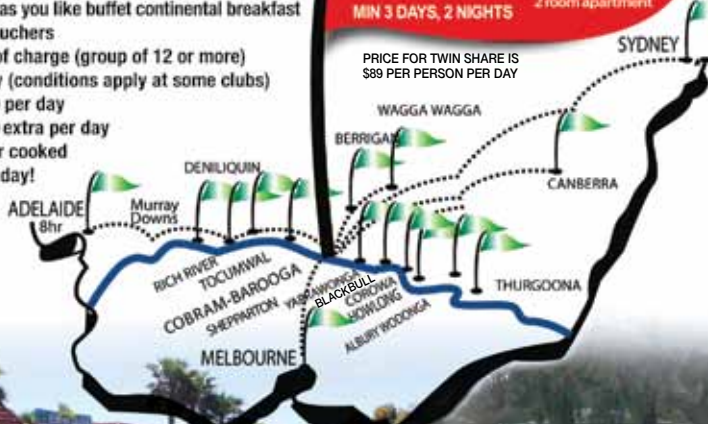 as you like buffet continental breakfast
uchers
of charge (group of 12 or more)
(conditions apply at some clubs)
per day
extra per day
r cooked
day!
MIN 3 DAYS, 2 NIGHTS
2 room apartment
PRICE FOR TWIN SHARE IS
$89 PER PERSON PER DAY
SYDNEY
WAGGA WAGGA
BERRIGAN
DENILIQUIN
CANBERRA
ADELAIDE
8hr
Murray
Downs
RICH RIVER
TOCUMWAL
COBRAM-BAROOGA
SHEPPARTON
YARRAWONGA
BLACKBULL
COROWA
HOWLONG
ALBURY WODONGA
THURGOONA
MELBOURNE